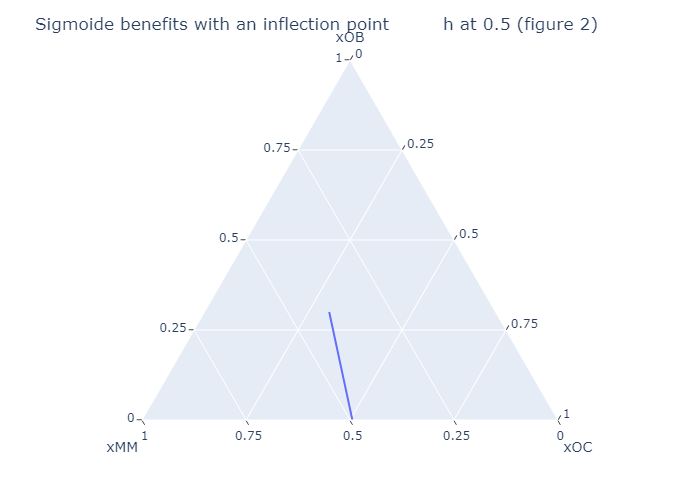 Sigmoide benefits with an inflection point h at 0.5 (figure 2)
xOB
1 0
0.75 0.25
0.5 0.5
0.25 0.75
0 1
1 0.75 0.5 0.25 0
xMM xOC